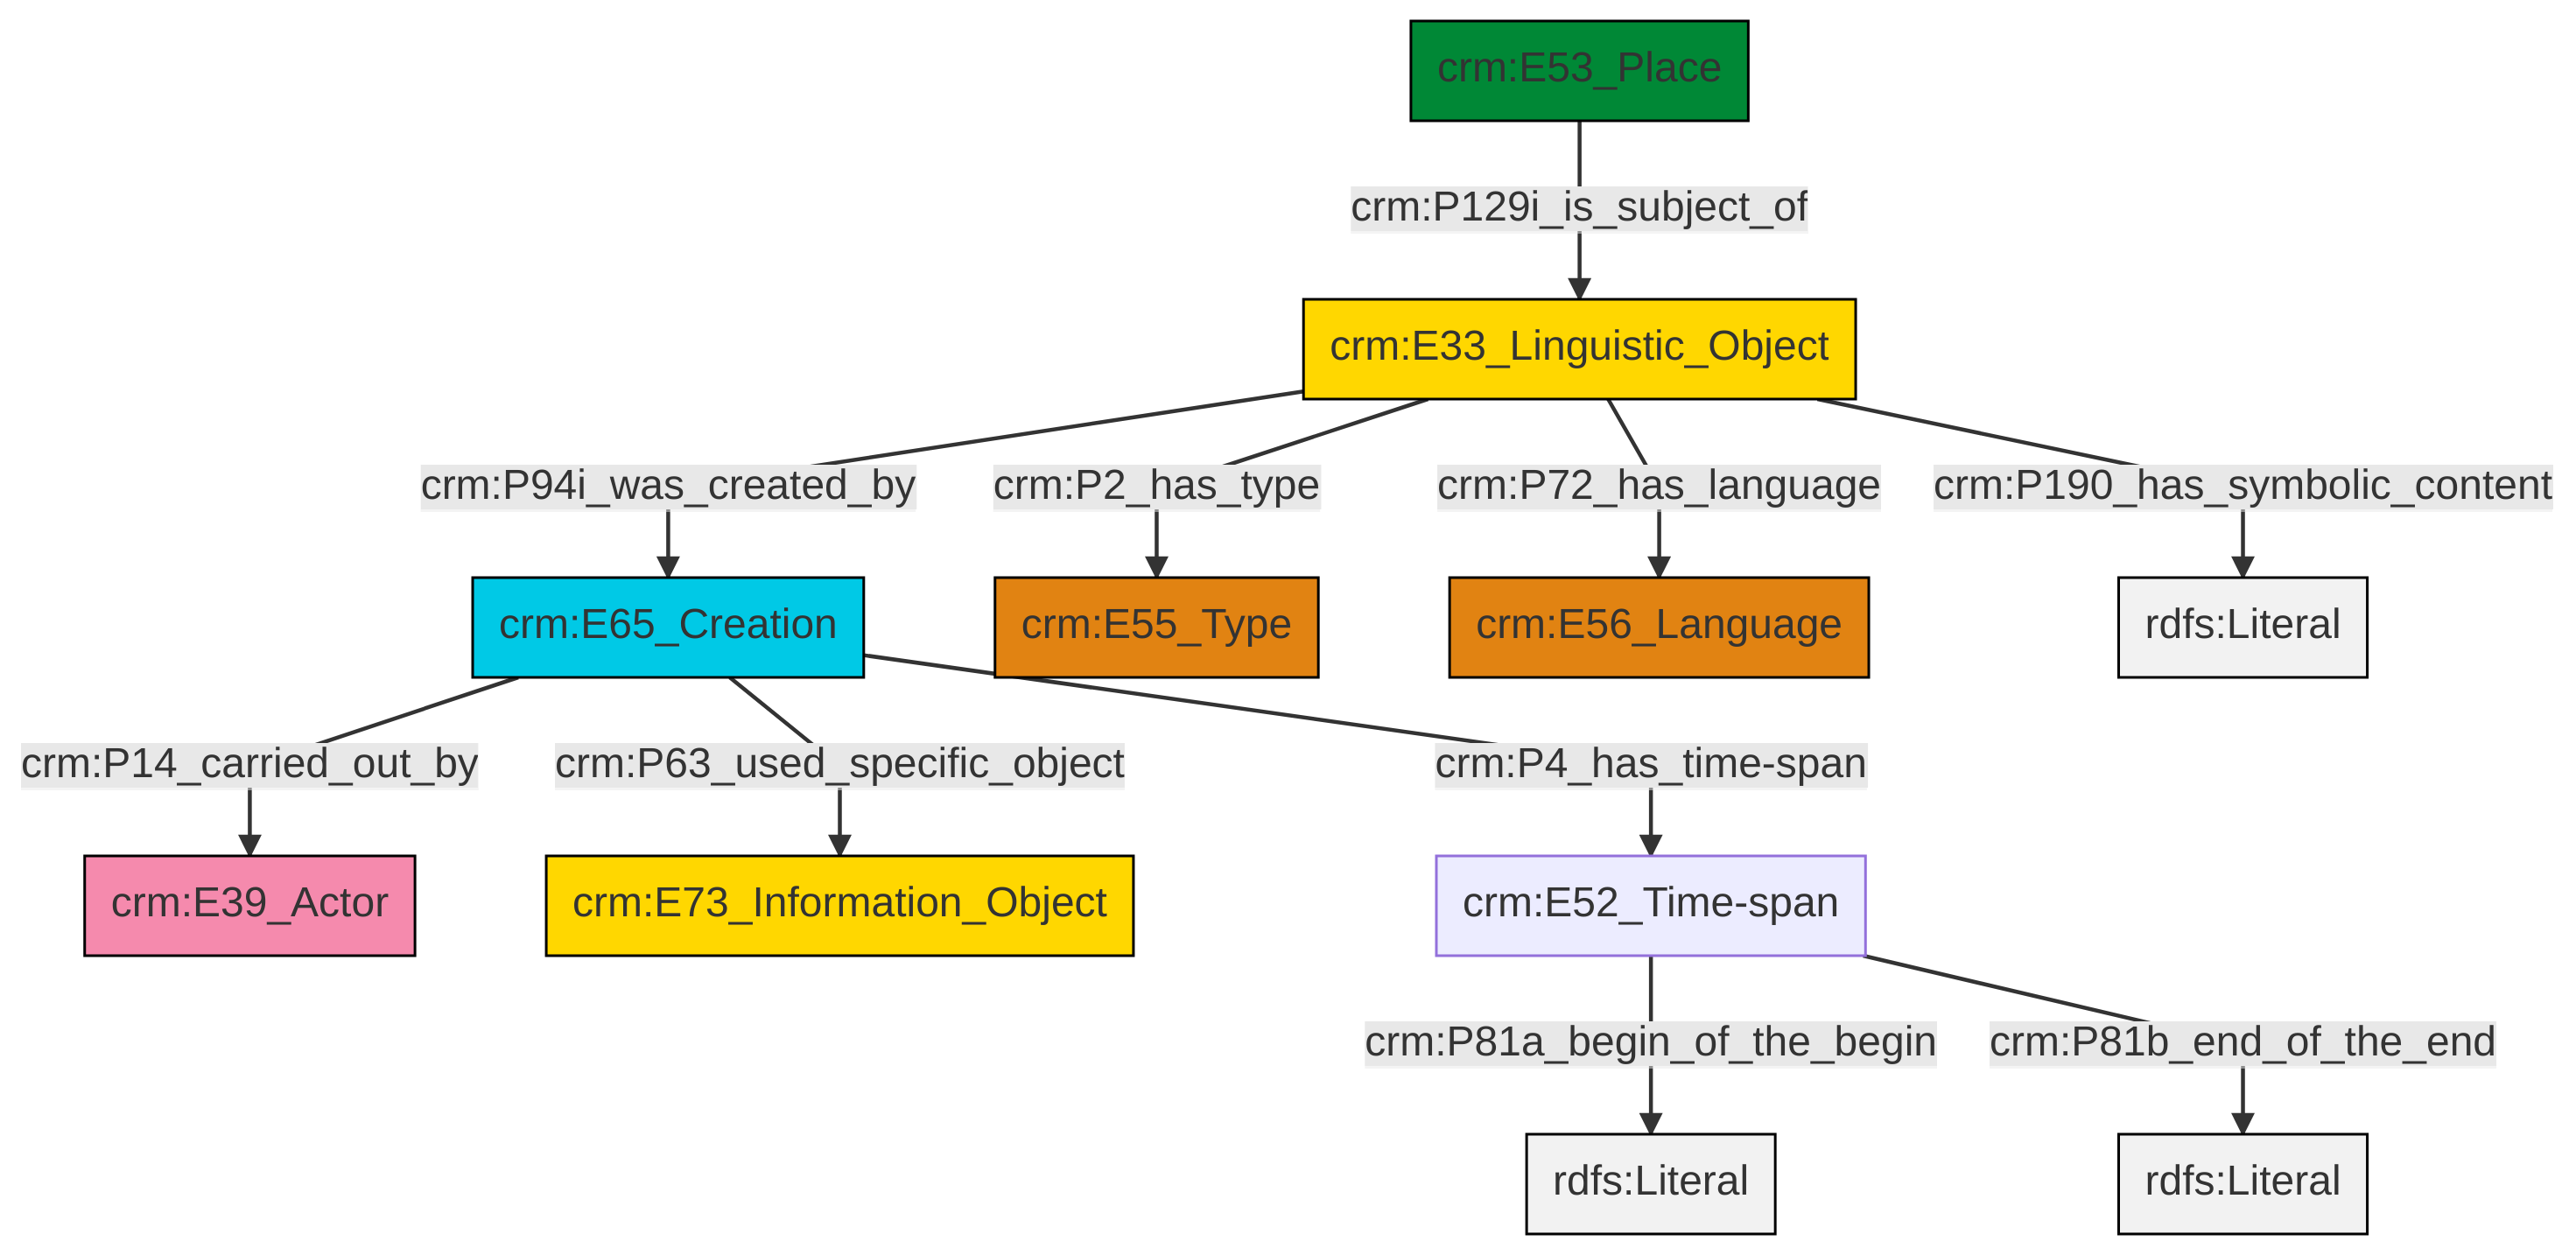 crm:E53_Place
crm:P129i_is_subject_of
crm:E33_Linguistic_Object
crm:P94i_was_created_by
crm:P2_has_type
crm:P72_has_language
crm:P190_has_symbolic_content
crm:E65_Creation
crm:E55_Type
crm:E56_Language
rdfs:Literal
crm:P14_carried_out_by
crm:P63_used_specific_object
crm:P4_has_time-span
crm:E39_Actor
crm:E73_Information_Object
crm:E52_Time-span
crm:P81a_begin_of_the_begin
crm:P81b_end_of_the_end
rdfs:Literal
rdfs:Literal